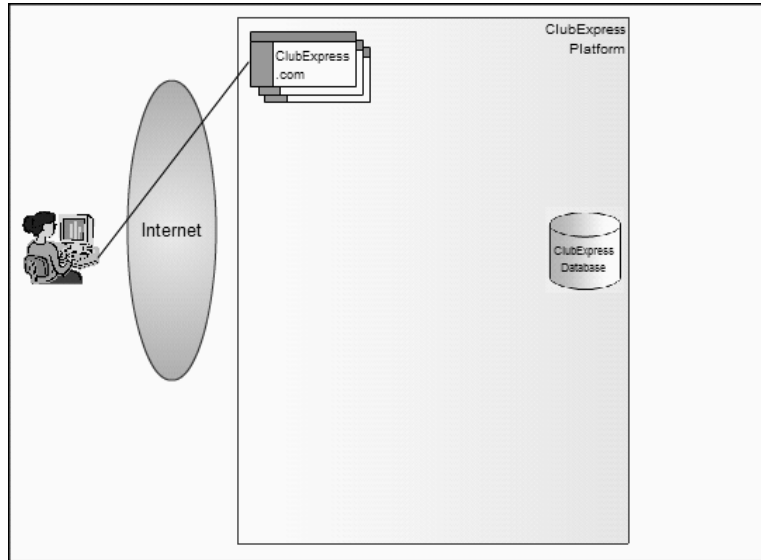 ClubExpress
Platform
ClubExpress
.com
Internet
ClubExpress
Database